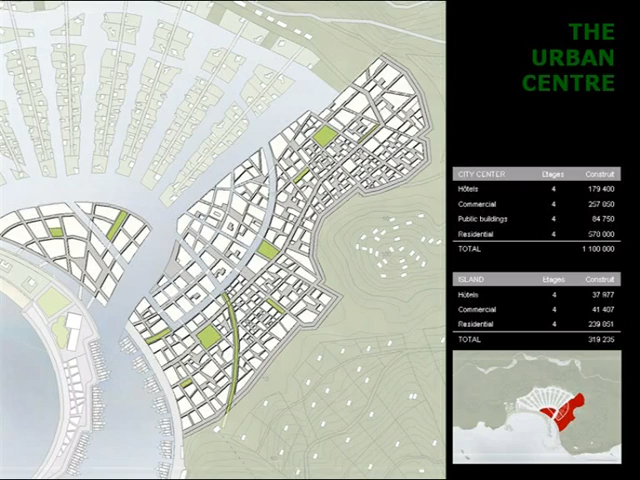 THE
URBAN
CENTRE
CITY CENTER Etages Construit
Hôtels 4 179 400
Commercial 4 257 050
Public buildings 4 84 750
Residential 4 570 000
TOTAL 1 100 000
ISLAND Etages Construit
Hôtels 4 37 977
Commercial 4 41 407
Residential 4 239 851
TOTAL 319 235